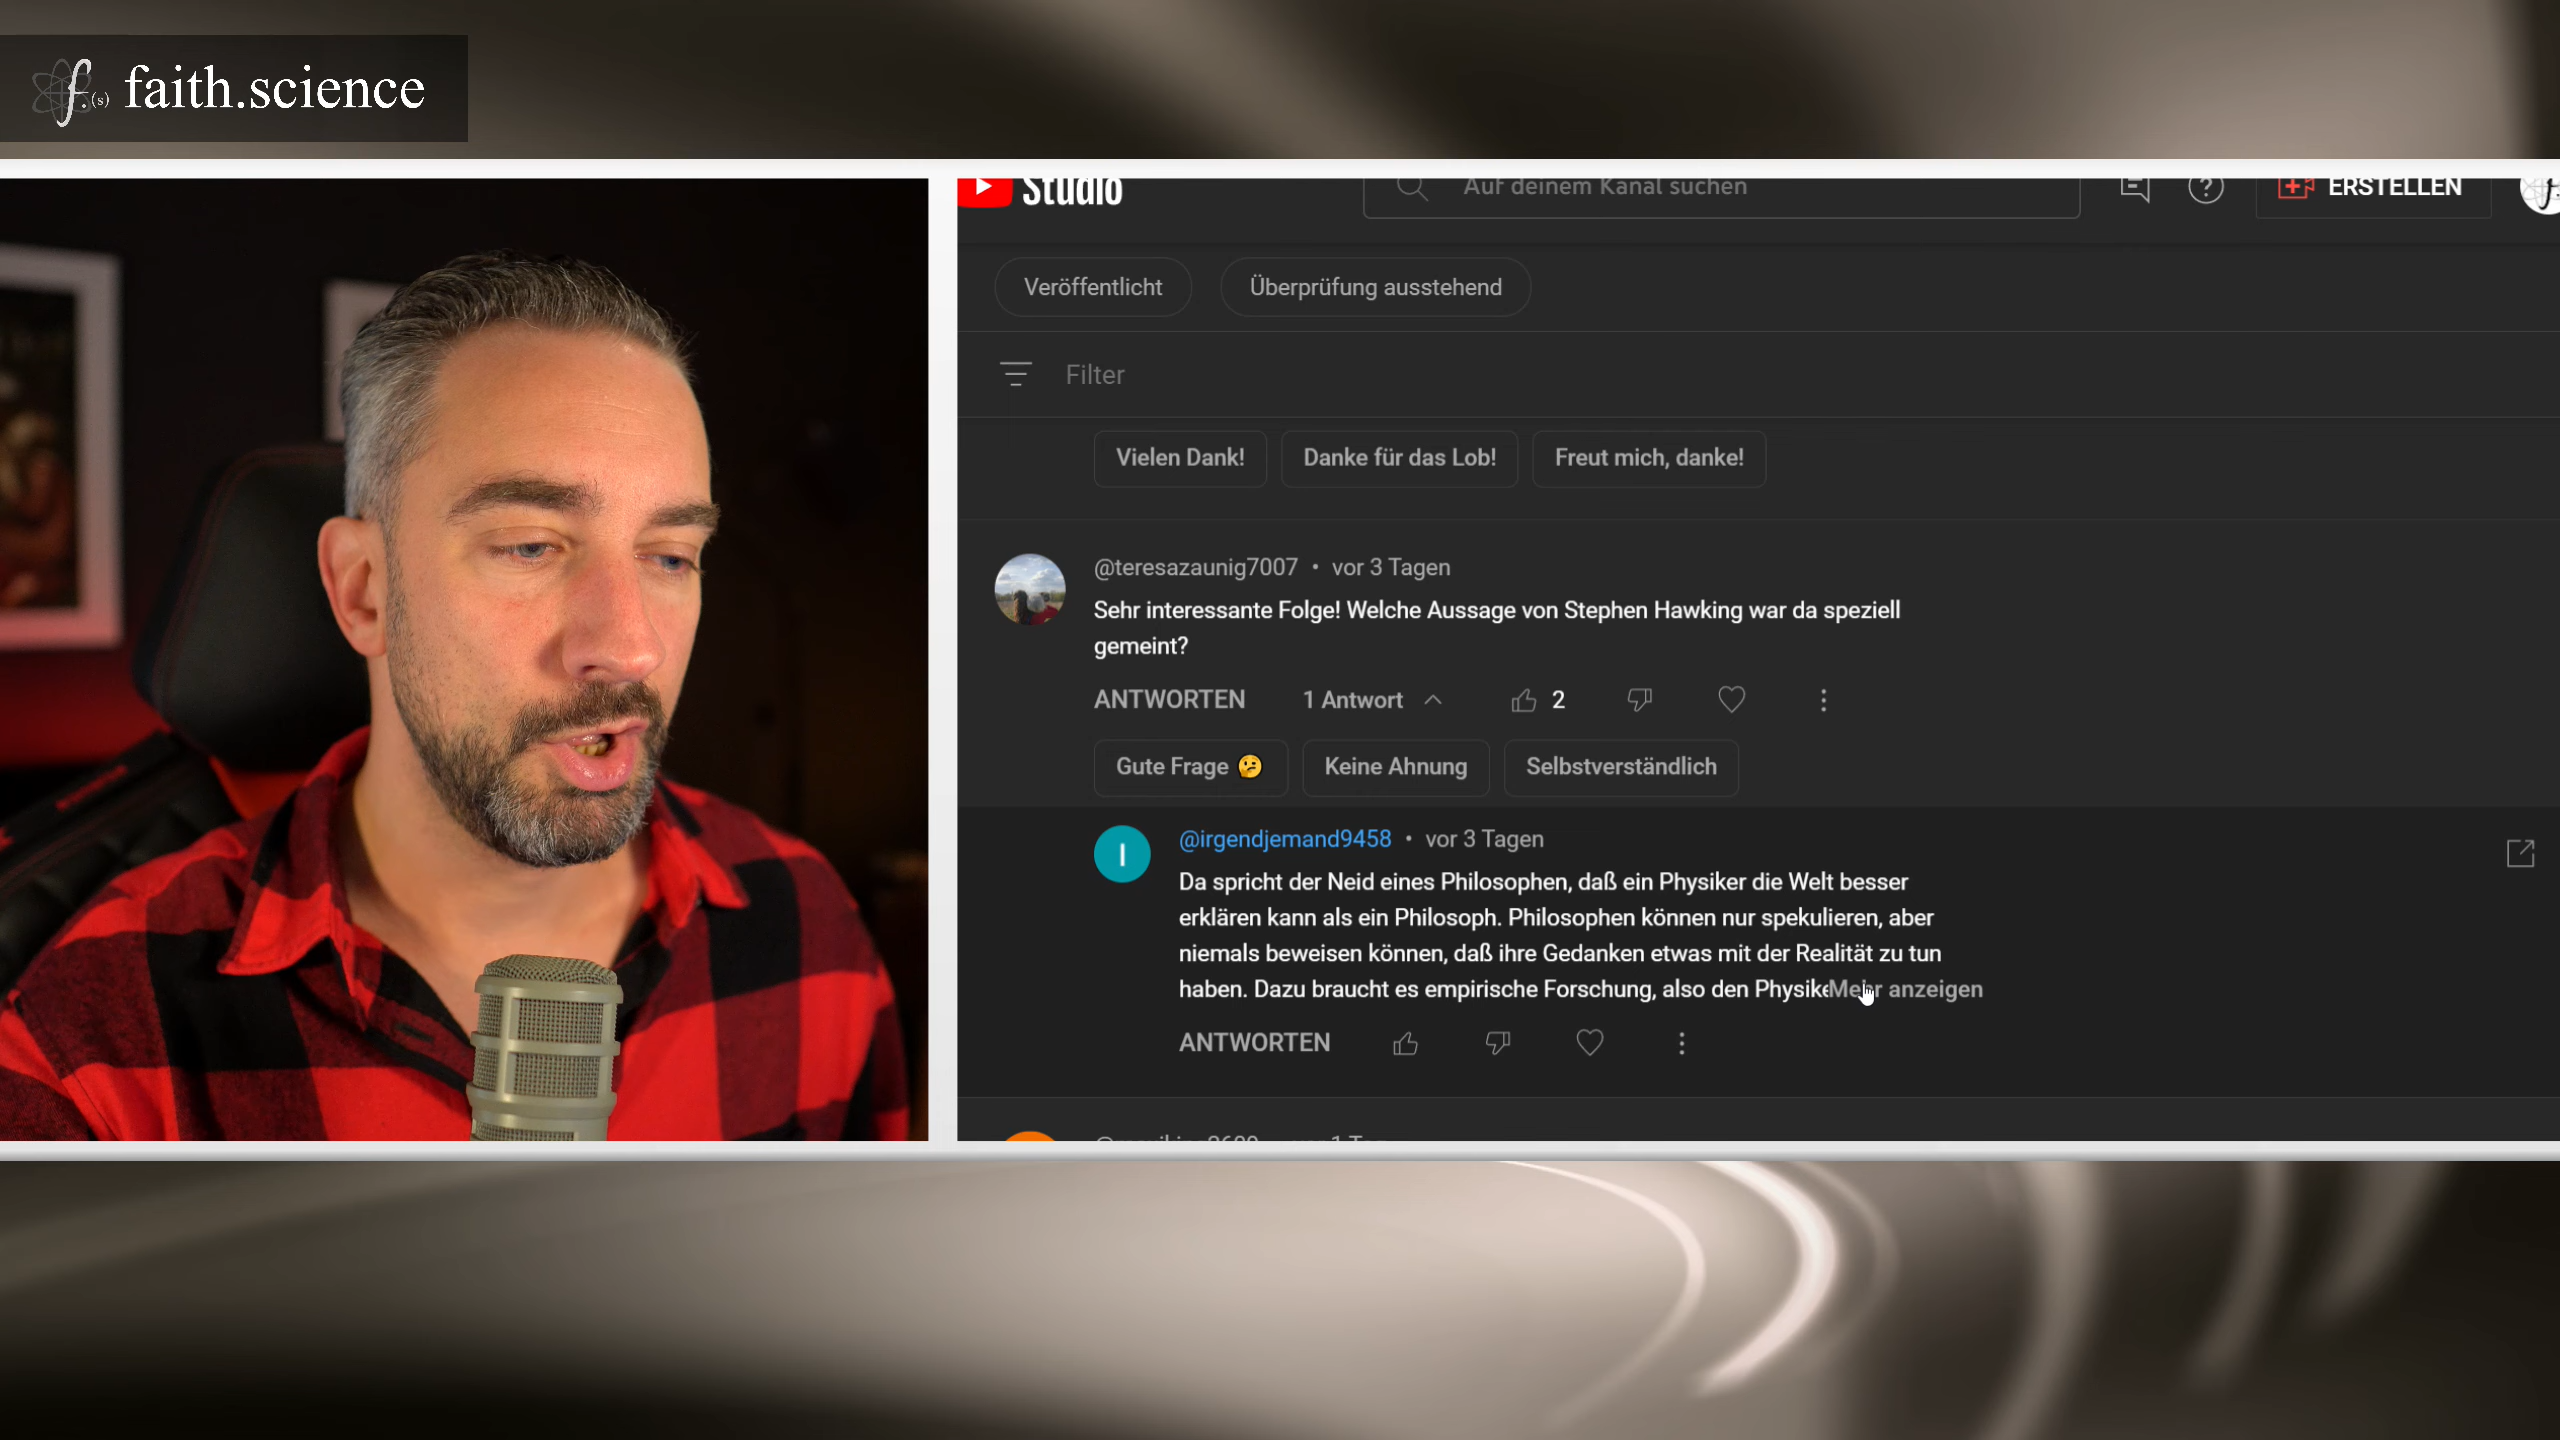 f.(s) faith.science
Studio
Auf deinem Kanal suchen
ERSTELLEN
Veröffentlicht
Überprüfung ausstehend
Filter
Vielen Dank!
Danke für das Lob!
Freut mich, danke!
@teresazaunig7007 • vor 3 Tagen
Sehr interessante Folge! Welche Aussage von Stephen Hawking war da speziell
gemeint?
ANTWORTEN
1 Antwort
2
Gute Frage 🤔
Keine Ahnung
Selbstverständlich
I
@irgendjemand9458 • vor 3 Tagen
Da spricht der Neid eines Philosophen, daß ein Physiker die Welt besser
erklären kann als ein Philosoph. Philosophen können nur spekulieren, aber
niemals beweisen können, daß ihre Gedanken etwas mit der Realität zu tun
haben. Dazu braucht es empirische Forschung, also den Physike Mehr anzeigen
ANTWORTEN